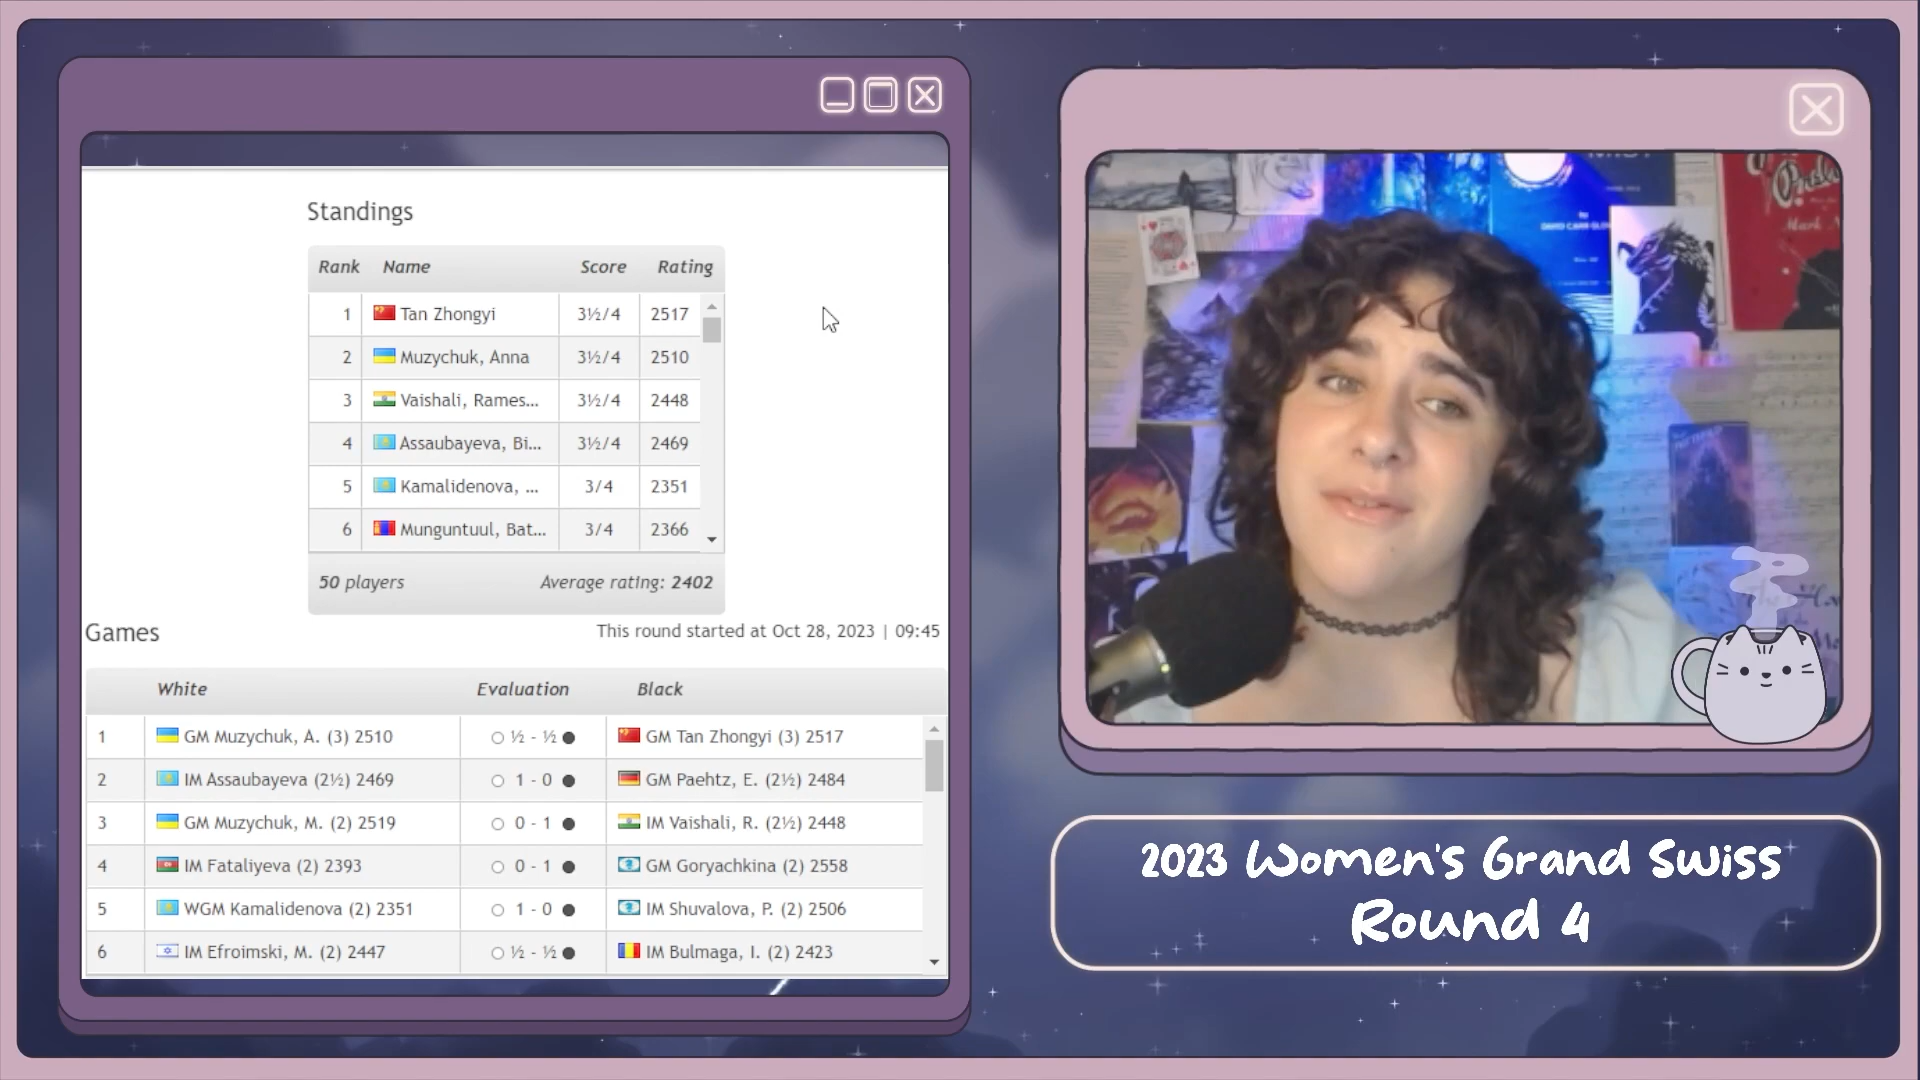 Standings
Rank Name Score Rating
1 Tan Zhongyi 3½/4 2517
2 Muzychuk, Anna 3½/4 2510
3 Vaishali, Rames... 3½/4 2448
4 Assaubayeva, Bi... 3½/4 2469
5 Kamalidenova, ... 3/4 2351
6 Munguntuul, Bat... 3/4 2366
50 players Average rating: 2402
Games This round started at Oct 28, 2023 | 09:45
White Evaluation Black
1 GM Muzychuk, A. (3) 2510 ½ - ½ GM Tan Zhongyi (3) 2517
2 IM Assaubayeva (2½) 2469 1 - 0 GM Paehtz, E. (2½) 2484
3 GM Muzychuk, M. (2) 2519 0 - 1 IM Vaishali, R. (2½) 2448
4 IM Fataliyeva (2) 2393 0 - 1 GM Goryachkina (2) 2558
5 WGM Kamalidenova (2) 2351 1 - 0 IM Shuvalova, P. (2) 2506
6 IM Efroimski, M. (2) 2447 ½ - ½ IM Bulmaga, I. (2) 2423
2023 Women's Grand Swiss
Round 4